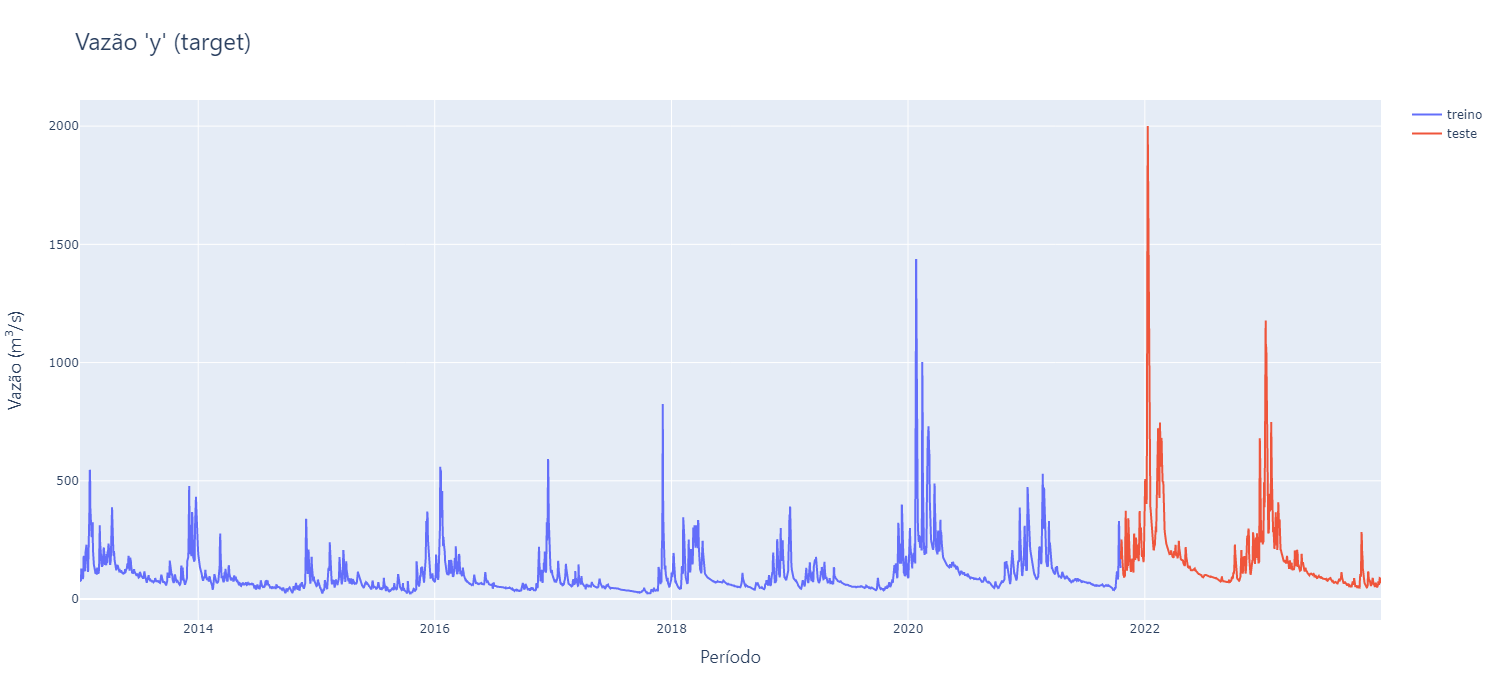 Vazão 'y' (target)
treino
teste
Vazão (m³/s)
2000
1500
1000
500
0
2014
2016
2018
2020
2022
Período